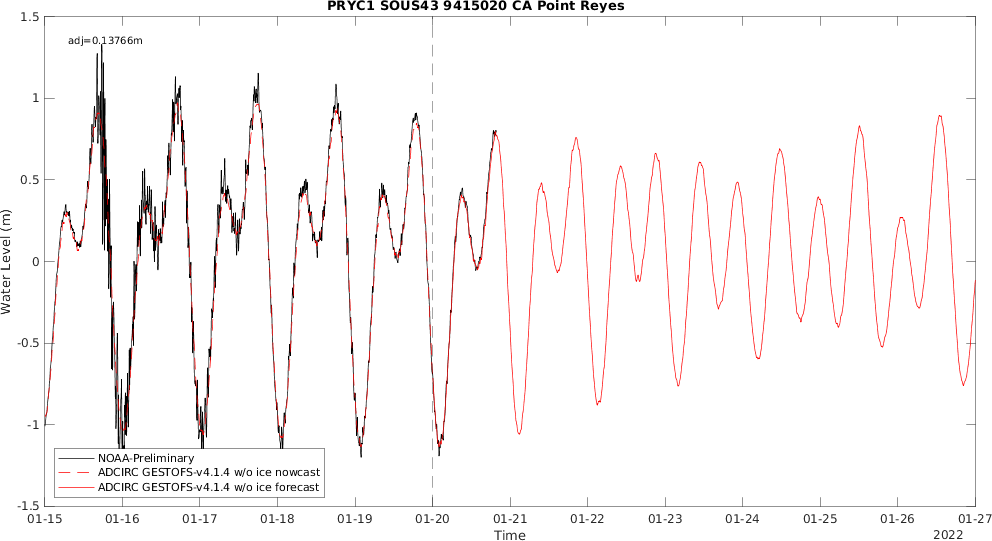 PRYC1 SOUS43 9415020 CA Point Reyes
adj=0.13766m
1.5
1
0.5
0
-0.5
-1
-1.5
Water Level (m)
NOAA-Preliminary
ADCIRC GESTOFS-v4.1.4 w/o ice nowcast
ADCIRC GESTOFS-v4.1.4 w/o ice forecast
01-15 01-16 01-17 01-18 01-19 01-20 01-21 01-22 01-23 01-24 01-25 01-26 01-27
Time
2022